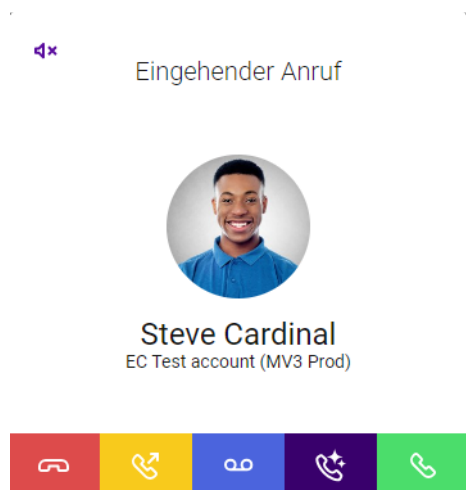 Eingehender Anruf
Steve Cardinal
EC Test account (MV3 Prod)